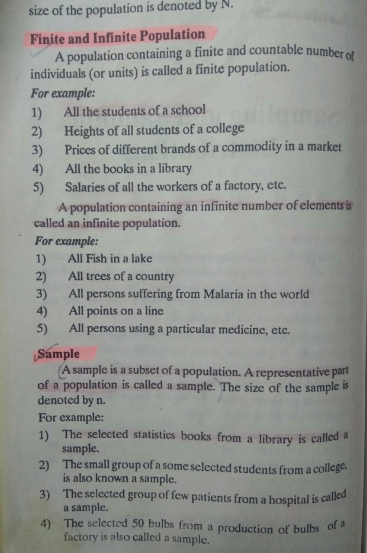 size of the population is denoted by N.
Finite and Infinite Population
A population containing a finite and countable number of
individuals (or units) is called a finite population.
For example:
1) All the students of a school
2) Heights of all students of a college
3) Prices of different brands of a commodity in a market
4) All the books in a library
5) Salaries of all the workers of a factory, etc.
A population containing an infinite number of elements is
called an infinite population.
For example:
1) All Fish in a lake
2) All trees of a country
3) All persons suffering from Malaria in the world
4) All points on a line
5) All persons using a particular medicine, etc.
Sample
A sample is a subset of a population. A representative part
of a population is called a sample. The size of the sample is
denoted by n.
For example:
1) The selected statistics books from a library is called a
sample.
2) The small group of a some selected students from a college,
is also known a sample.
3) The selected group of few patients from a hospital is called
a sample.
4) The selected 50 bulbs from a production of bulbs of a
factory is also called a sample.